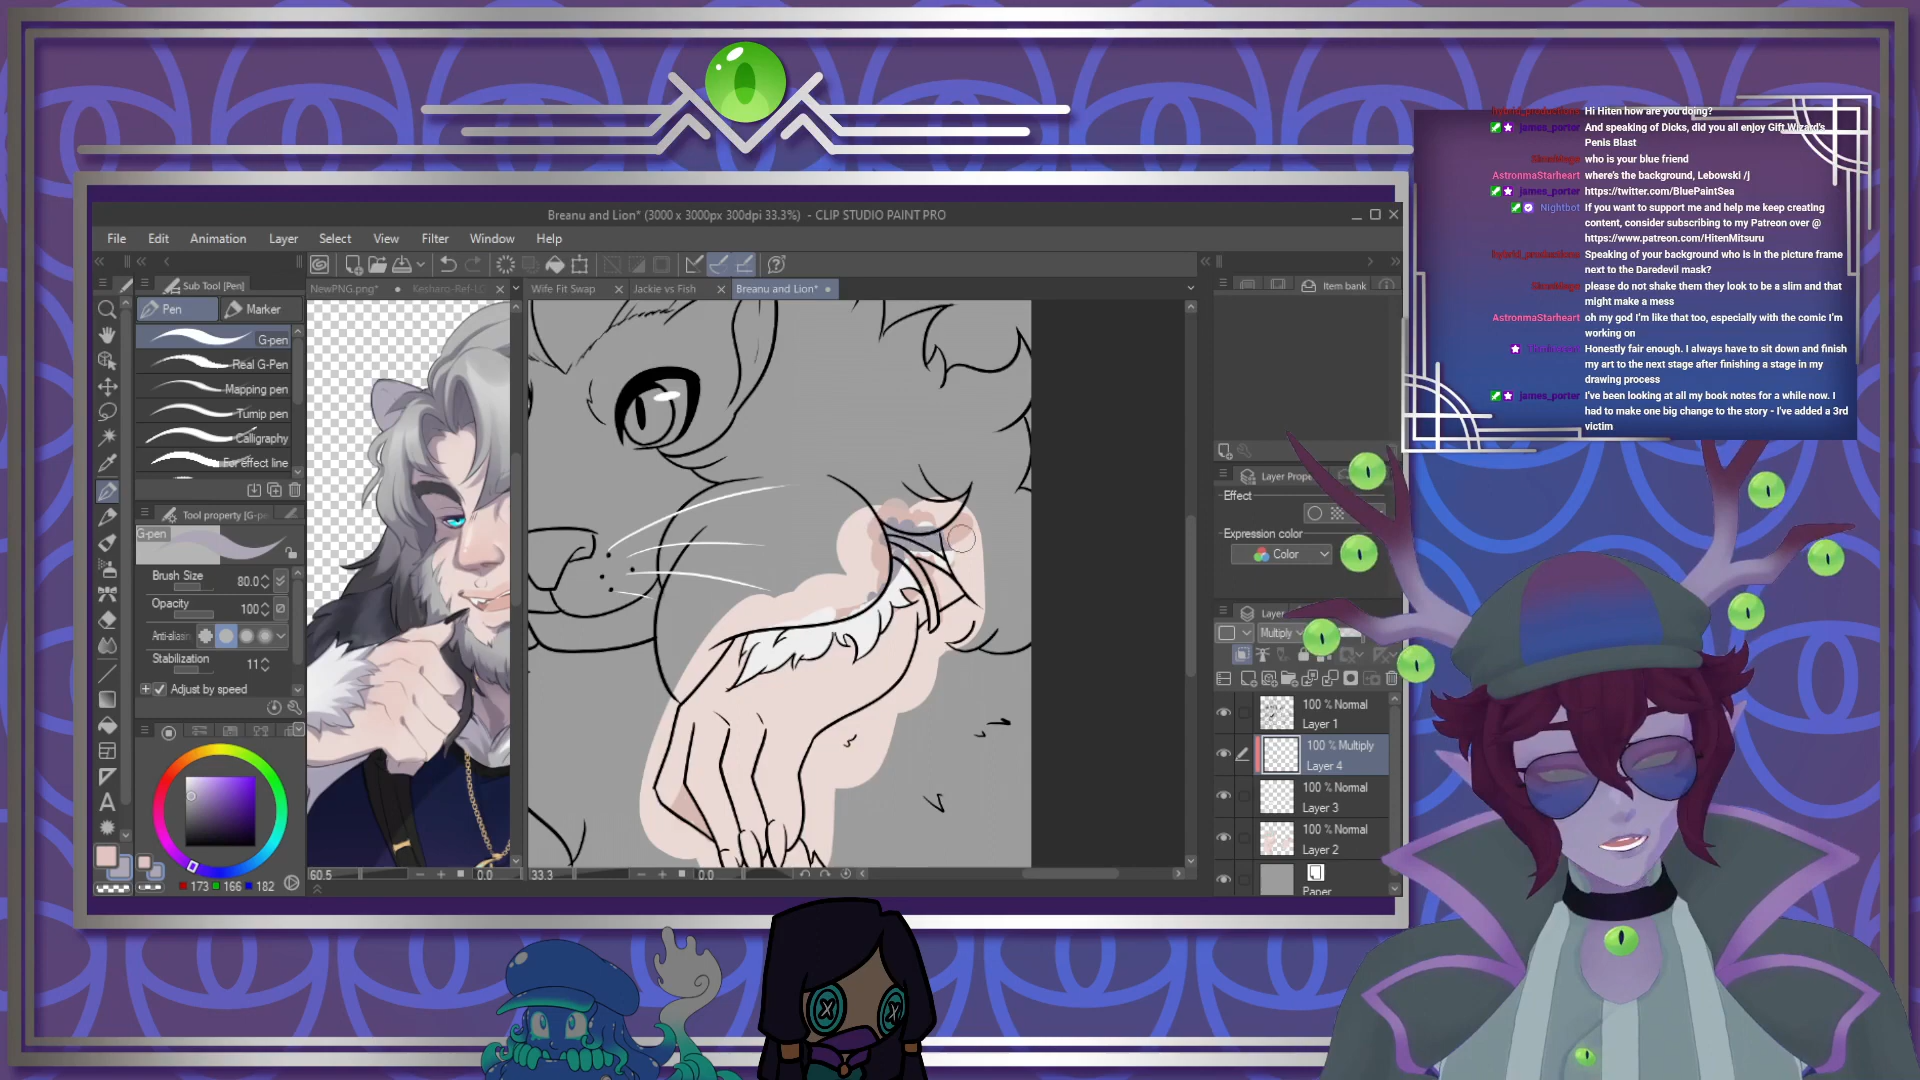 Hi Hiten how are you doing?
james_porter And speaking of Dicks, did you all enjoy Gift Wizard's
Penis Blast
who is your blue friend
AstronmaStarheart where's the background, Lebowski /j
james_porter https://twitter.com/BluePaintSea
Nightbot If you want to support me and help me keep creating
content, consider subscribing to my Patreon over @
https://www.patreon.com/HitenMitsuru
Speaking of your background who is in the picture frame
next to the Daredevil mask?
please do not shake them they look to be a slim and that
might make a mess
AstronmaStarheart oh my god I'm like that too, especially with the comic I'm
working on
Honestly fair enough. I always have to sit down and finish
my art to the next stage after finishing a stage in my
drawing process
james_porter I've been looking at all my book notes for a while now. I
had to make one big change to the story - I've added a 3rd
victim
Breanu and Lion* (3000 x 3000px 300dpi 33.3%) - CLIP STUDIO PAINT PRO
File Edit Animation Layer Select View Filter Window Help
Sub Tool [Pen]
Pen Marker
G-pen
Real G-Pen
Mapping pen
Turnip pen
Calligraphy
For effect line
Tool property [G-pe
G-pen
Brush Size 80.0
Opacity 100
Anti-aliasing
Stabilization 11
Adjust by speed
173 166 182
NewPNG.png* Kesharo-Ref-LO Wife Fit Swap Jackie vs Fish Breanu and Lion*
60.5 0.0 33.3 0.0
Item bank
Layer Prope
Effect
Expression color
Color
Layer
Multiply
100 % Normal
Layer 1
100 % Multiply
Layer 4
100 % Normal
Layer 3
100 % Normal
Layer 2
Paper